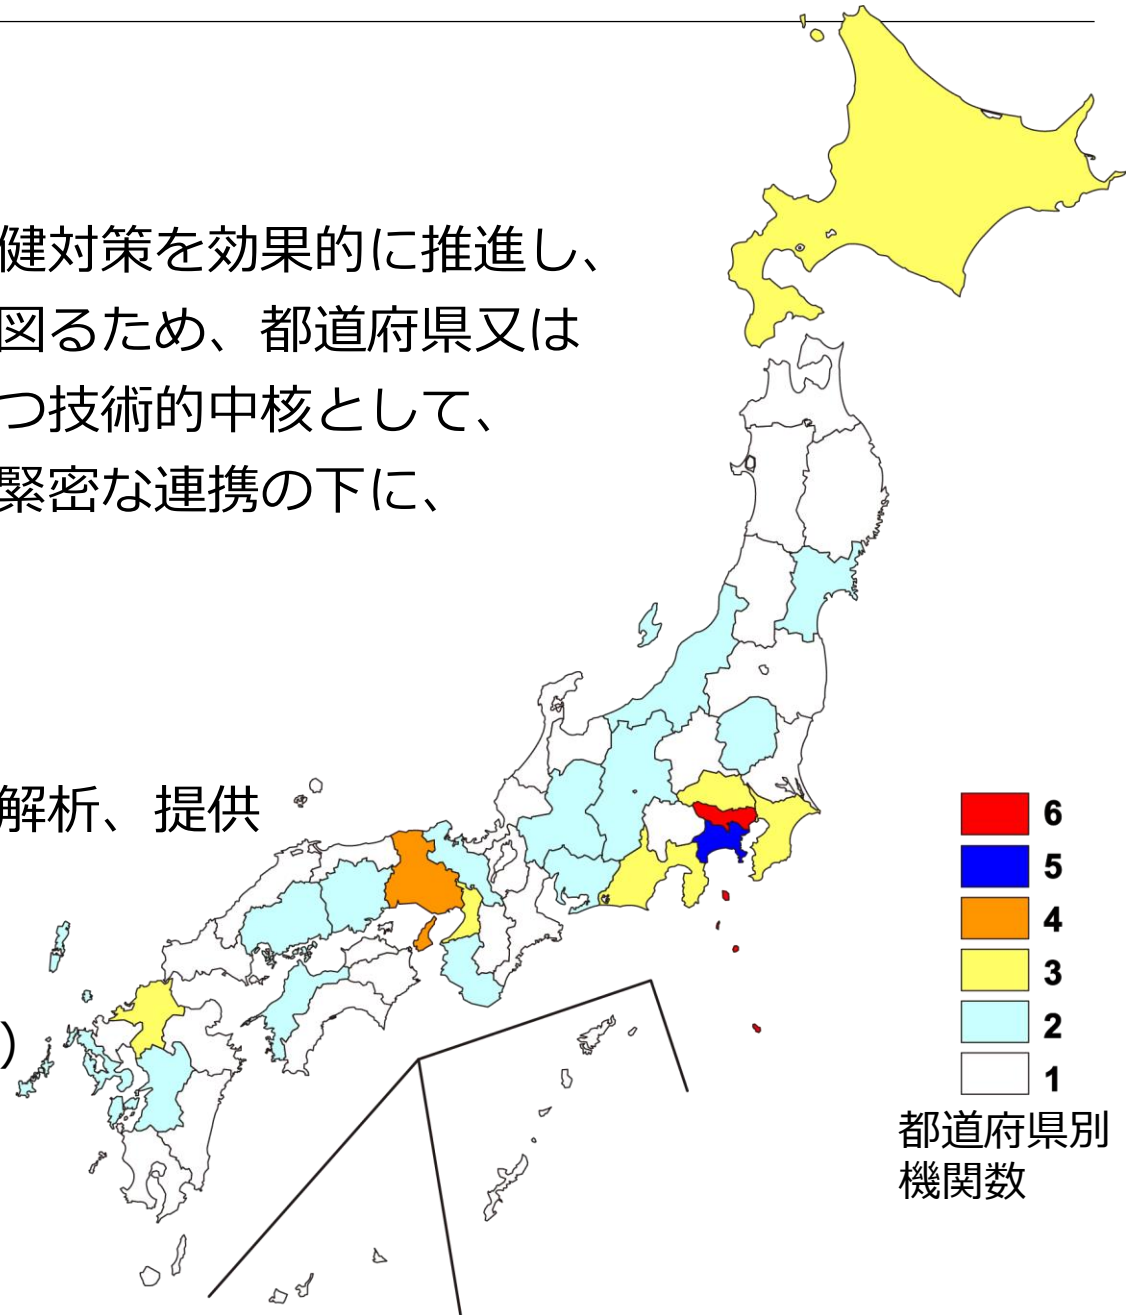 健対策を効果的に推進し、
図るため、都道府県又は
つ技術的中核として、
緊密な連携の下に、
解析、提供
)
6
5
4
3
2
1
都道府県別
機関数